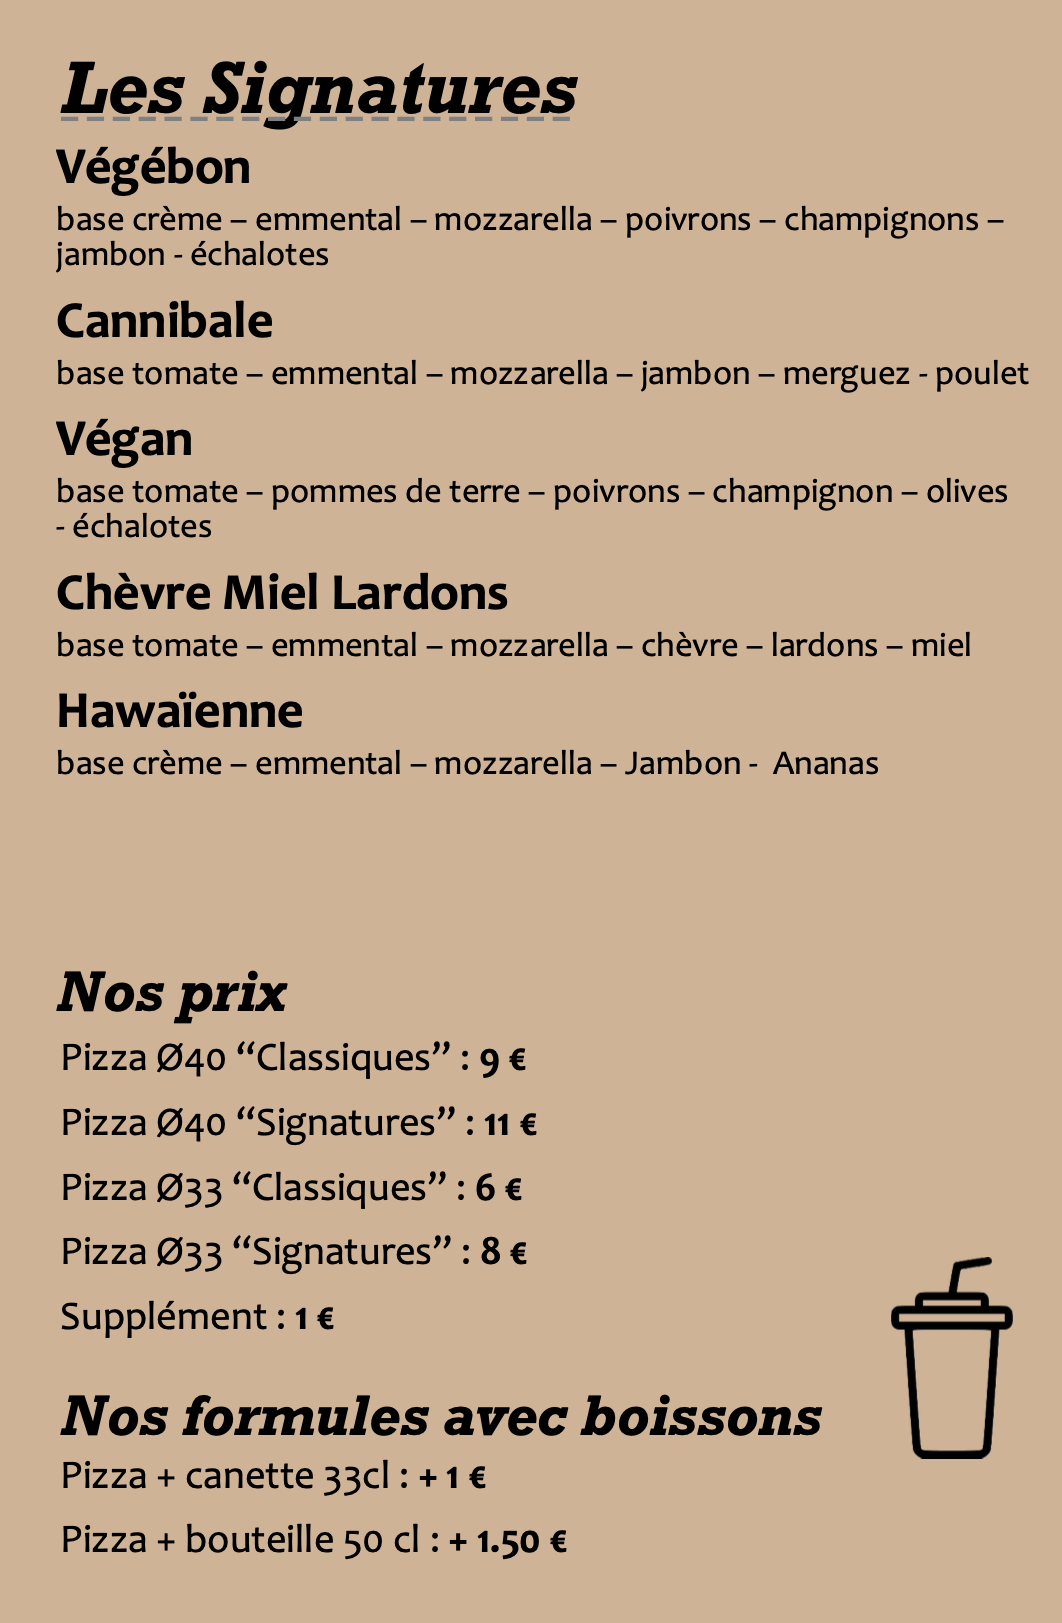 Les Signatures
Végébon
base crème – emmental – mozzarella – poivrons – champignons –
jambon - échalotes
Cannibale
base tomate – emmental – mozzarella – jambon – merguez - poulet
Végan
base tomate – pommes de terre – poivrons – champignon – olives
- échalotes
Chèvre Miel Lardons
base tomate – emmental – mozzarella – chèvre – lardons – miel
Hawaïenne
base crème – emmental – mozzarella – Jambon - Ananas
Nos prix
Pizza Ø40 “Classiques” : 9 €
Pizza Ø40 “Signatures” : 11 €
Pizza Ø33 “Classiques” : 6 €
Pizza Ø33 “Signatures” : 8 €
Supplément : 1 €
Nos formules avec boissons
Pizza + canette 33cl : + 1 €
Pizza + bouteille 50 cl : + 1.50 €